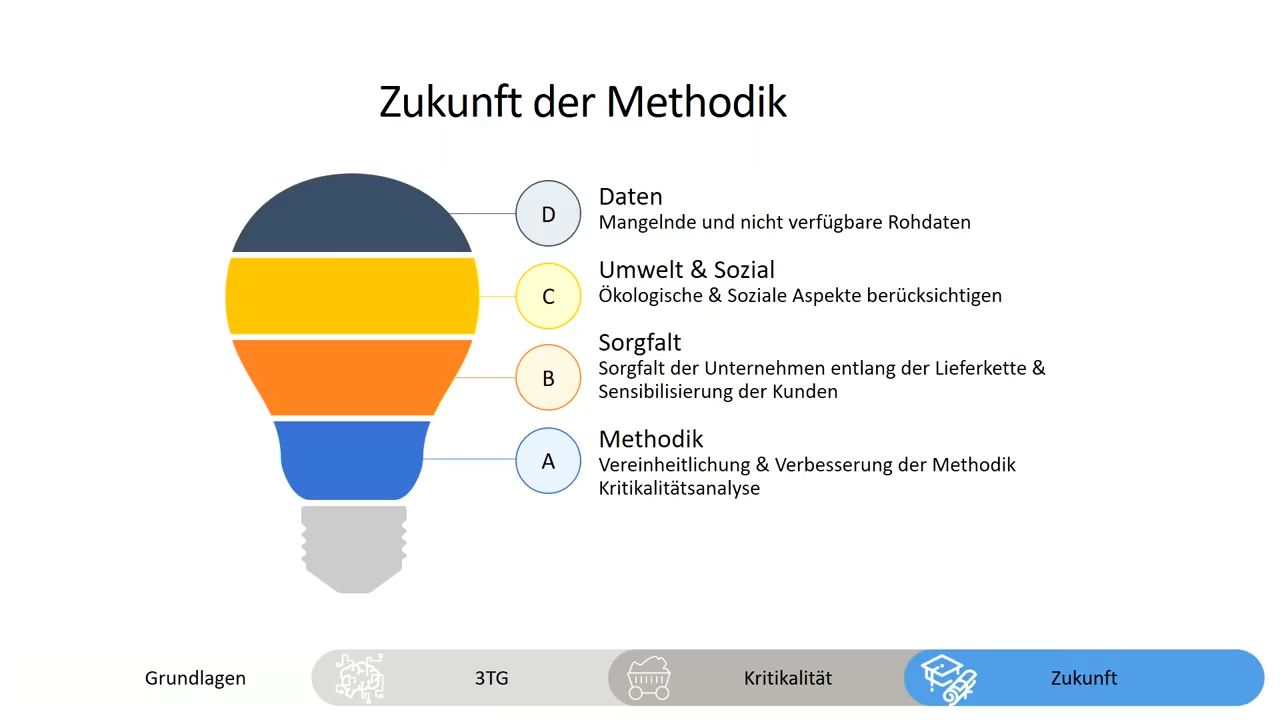 Zukunft der Methodik
D
Daten
Mangelnde und nicht verfügbare Rohdaten
C
Umwelt & Sozial
Ökologische & Soziale Aspekte berücksichtigen
B
Sorgfalt
Sorgfalt der Unternehmen entlang der Lieferkette &
Sensibilisierung der Kunden
A
Methodik
Vereinheitlichung & Verbesserung der Methodik
Kritikalitätsanalyse
Grundlagen
3TG
Kritikalität
Zukunft